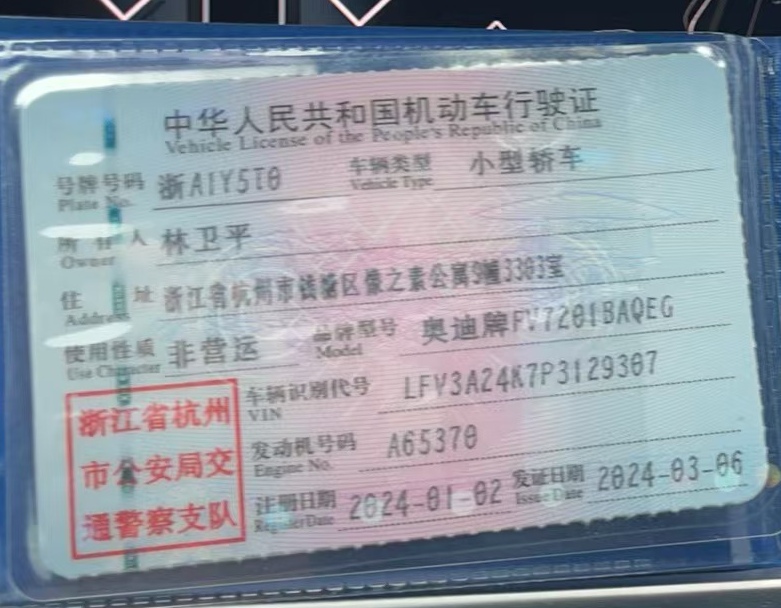 中华人民共和国机动车行驶证
Vehicle License of the People's Republic of China
号牌号码 浙A1Y5T0 车辆类型 小型轿车
Plate No. Vehicle Type
所有人 林卫平
Owner
住址 浙江省杭州市钱塘区像之素公寓9幢3303室
Address
使用性质 非营运 品牌型号 奥迪牌FV7201BAQEG
Use Character Model
浙江省杭州
市公安局交
通警察支队
车辆识别代号 LFV3A24K7P3129307
VIN
发动机号码 A65370
Engine No.
注册日期 2024-01-02 发证日期 2024-03-06
Register Date Issue Date